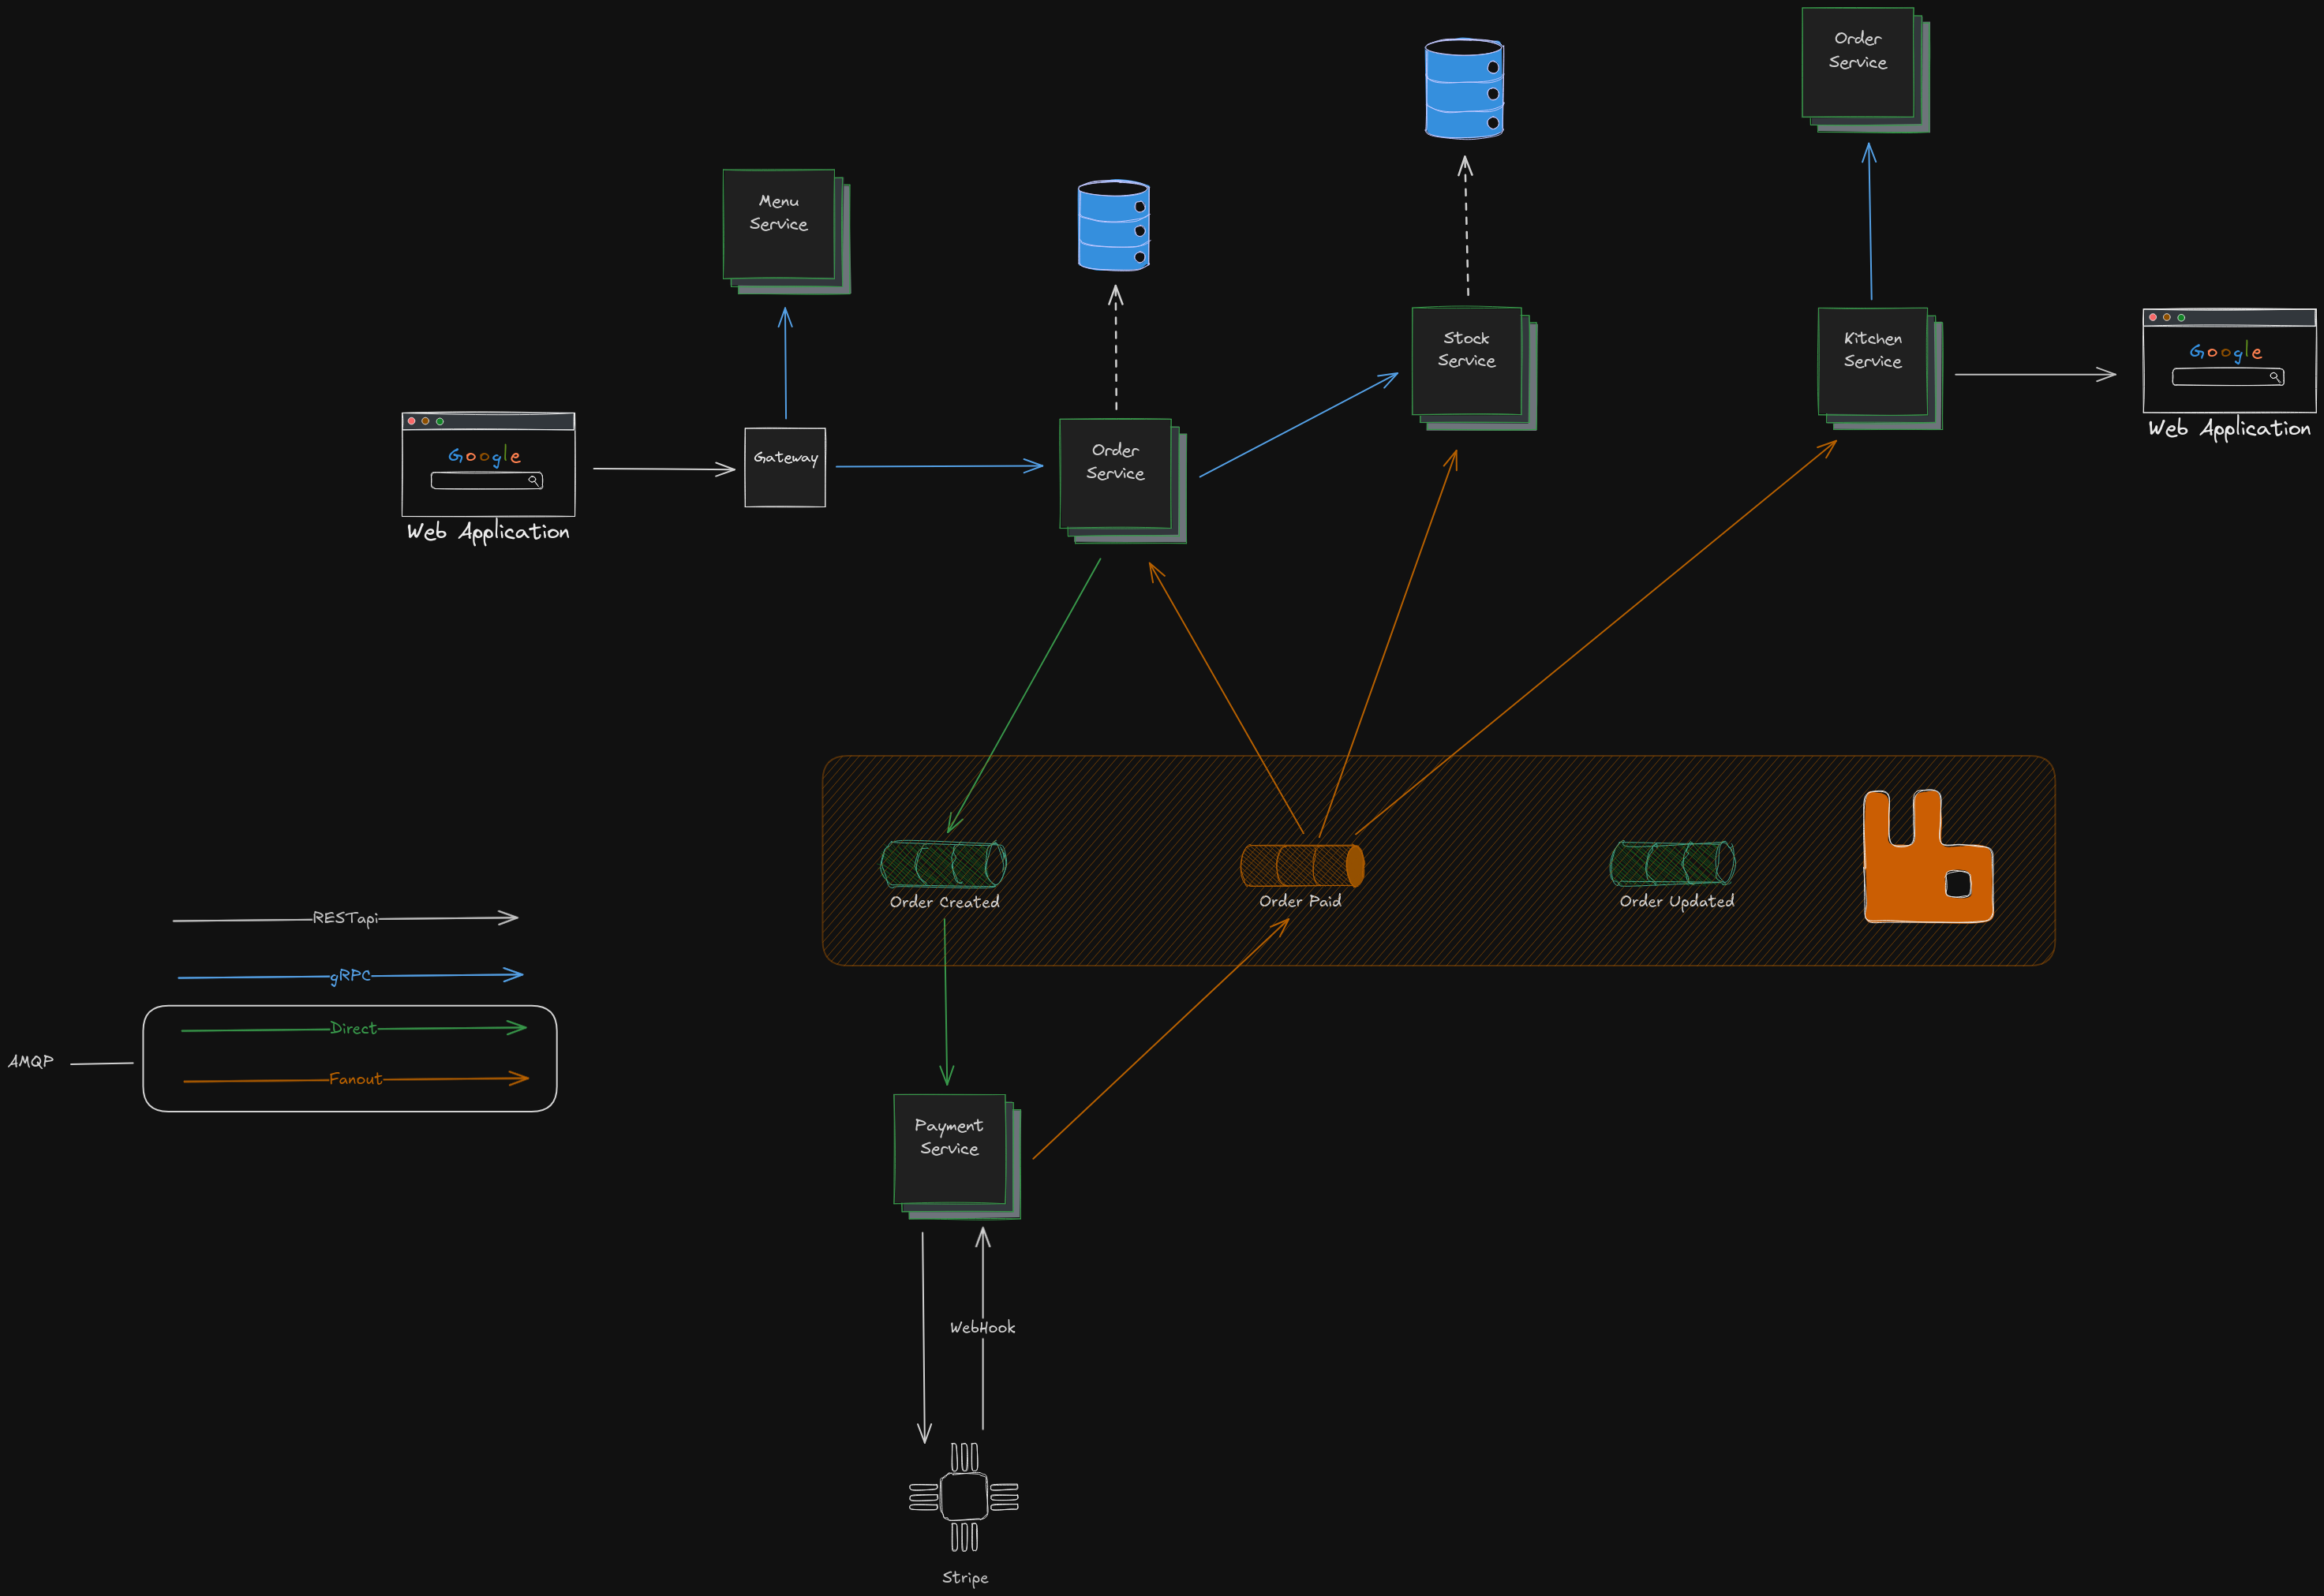 Order
Service
Menu
Service
Stock
Service
Kitchen
Service
Google
Web Application
Google
Web Application
Gateway
Order
Service
Order Created
Order Paid
Order Updated
RESTapi
gRPC
Direct
AMQP
Fanout
Payment
Service
WebHook
Stripe